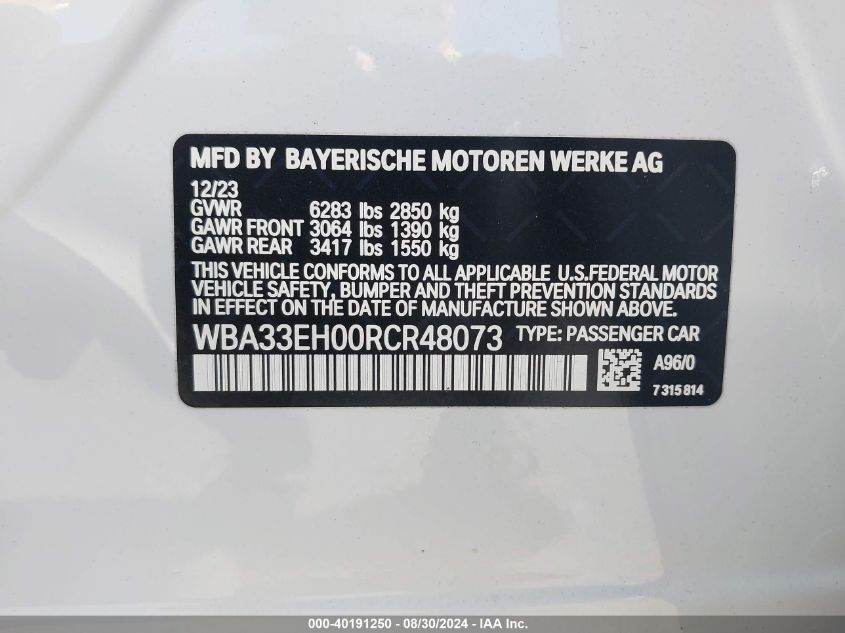 MFD BY BAYERISCHE MOTOREN WERKE AG
12/23
GVWR 6283 lbs 2850 kg
GAWR FRONT 3064 lbs 1390 kg
GAWR REAR 3417 lbs 1550 kg
THIS VEHICLE CONFORMS TO ALL APPLICABLE U.S.FEDERAL MOTOR
VEHICLE SAFETY, BUMPER AND THEFT PREVENTION STANDARDS
IN EFFECT ON THE DATE OF MANUFACTURE SHOWN ABOVE.
WBA33EH00RCR48073 TYPE: PASSENGER CAR
A96/0
7 315 814
000-40191250 - 08/30/2024 - IAA Inc.